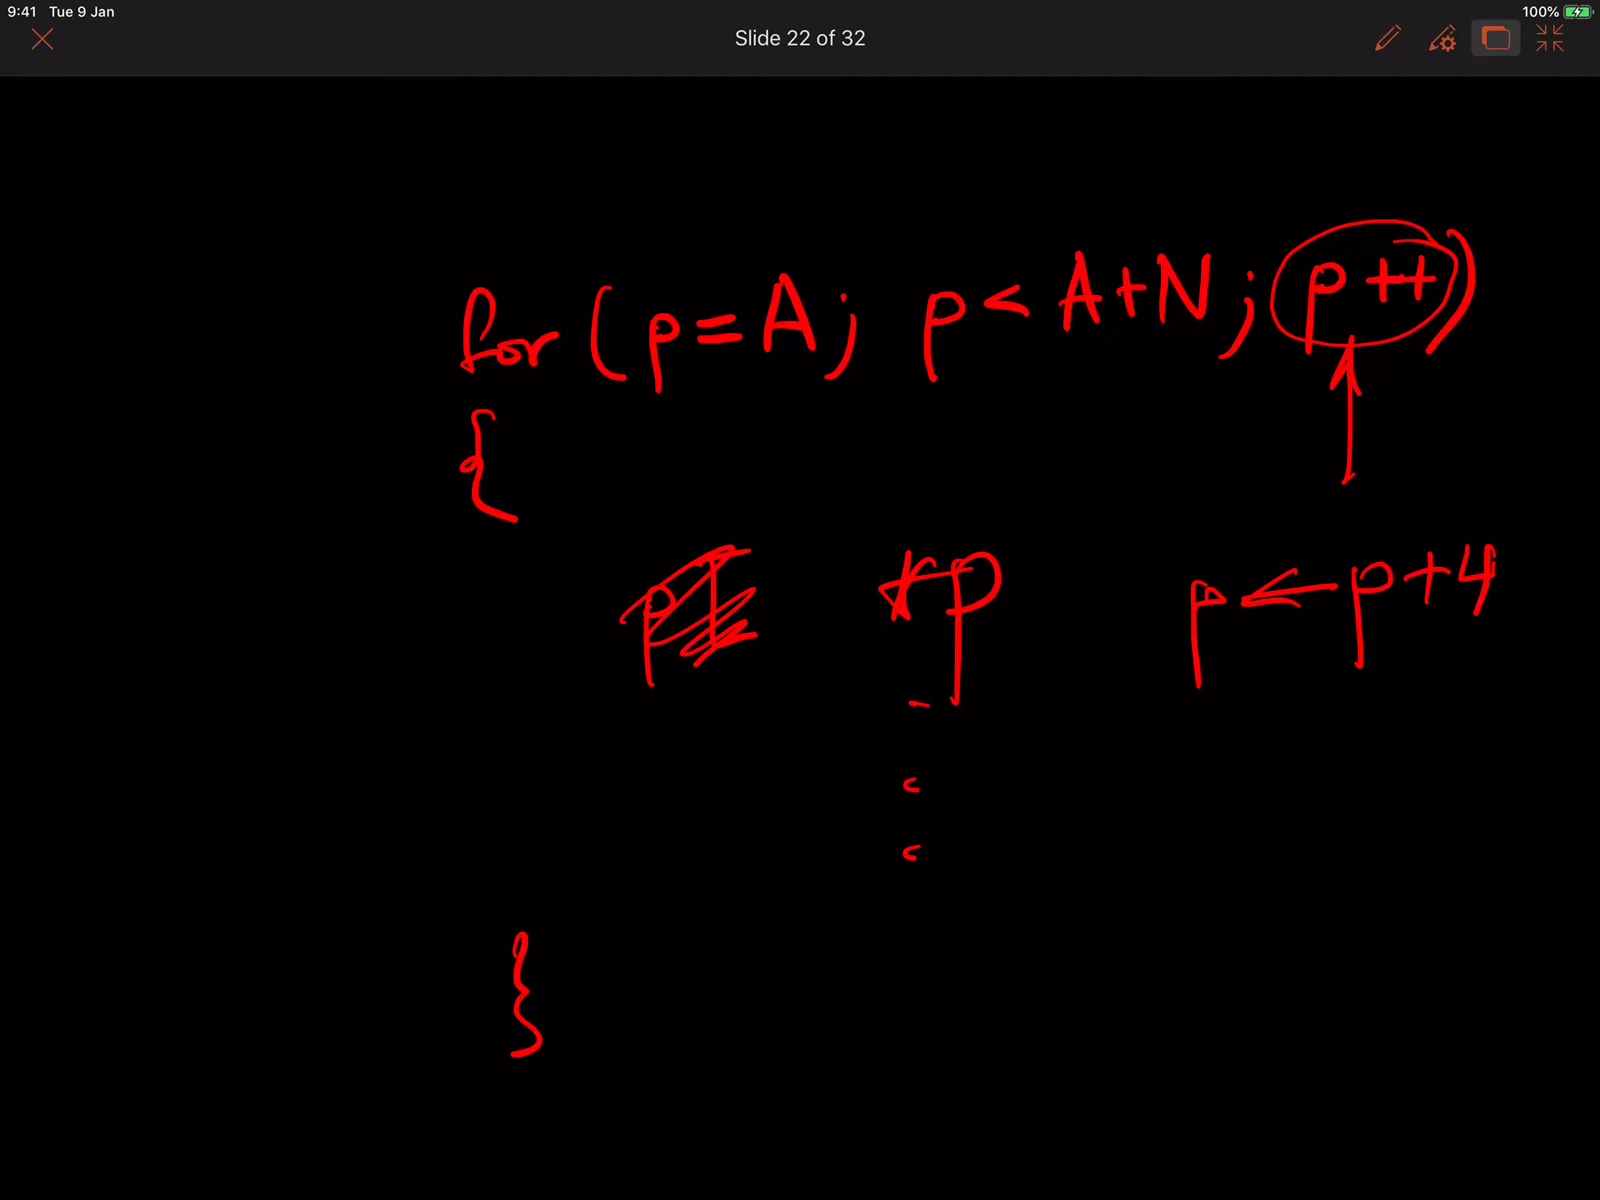 9:41 Tue 9 Jan
100%
Slide 22 of 32
for (p=A; p< A+N; p++)
{
*p p ← p+4
}